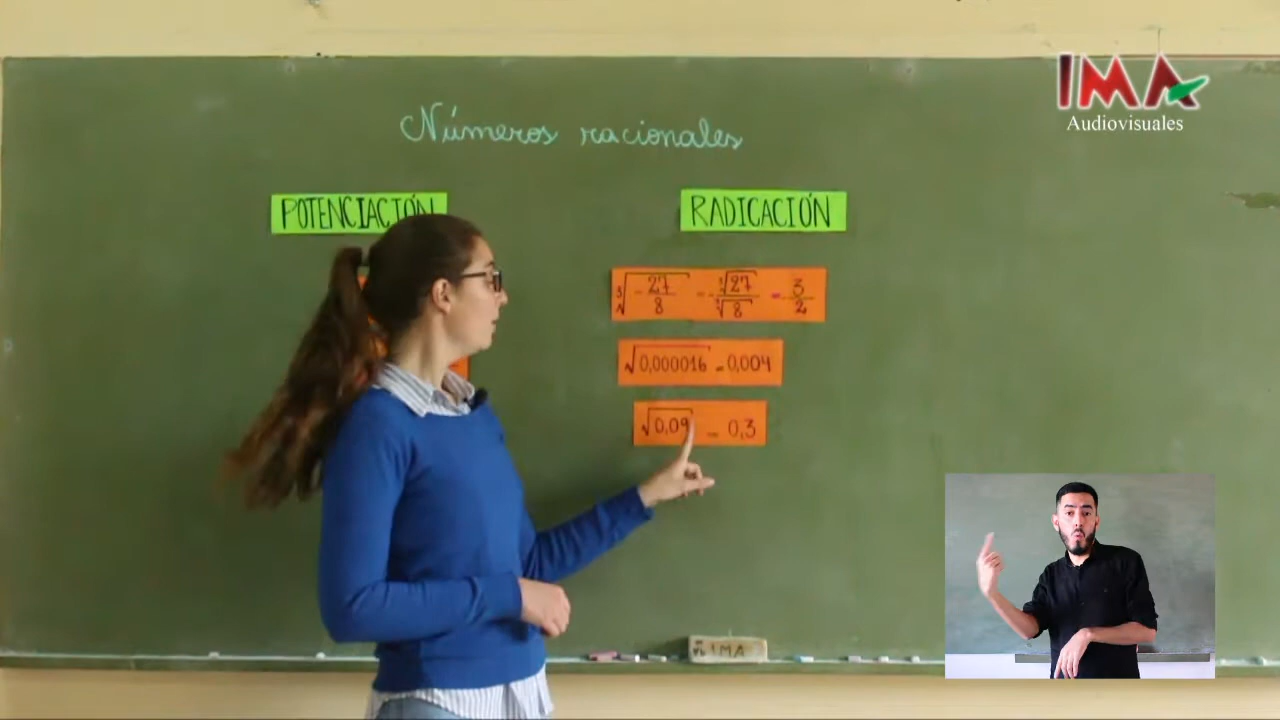 IMA
Audiovisuales
Números racionales
POTENCIACIÓN
RADICACIÓN
∛-27/8 = -∛27/∛8 = -3/2
√0,000016 = 0,004
√0,09 = 0,3
IMA